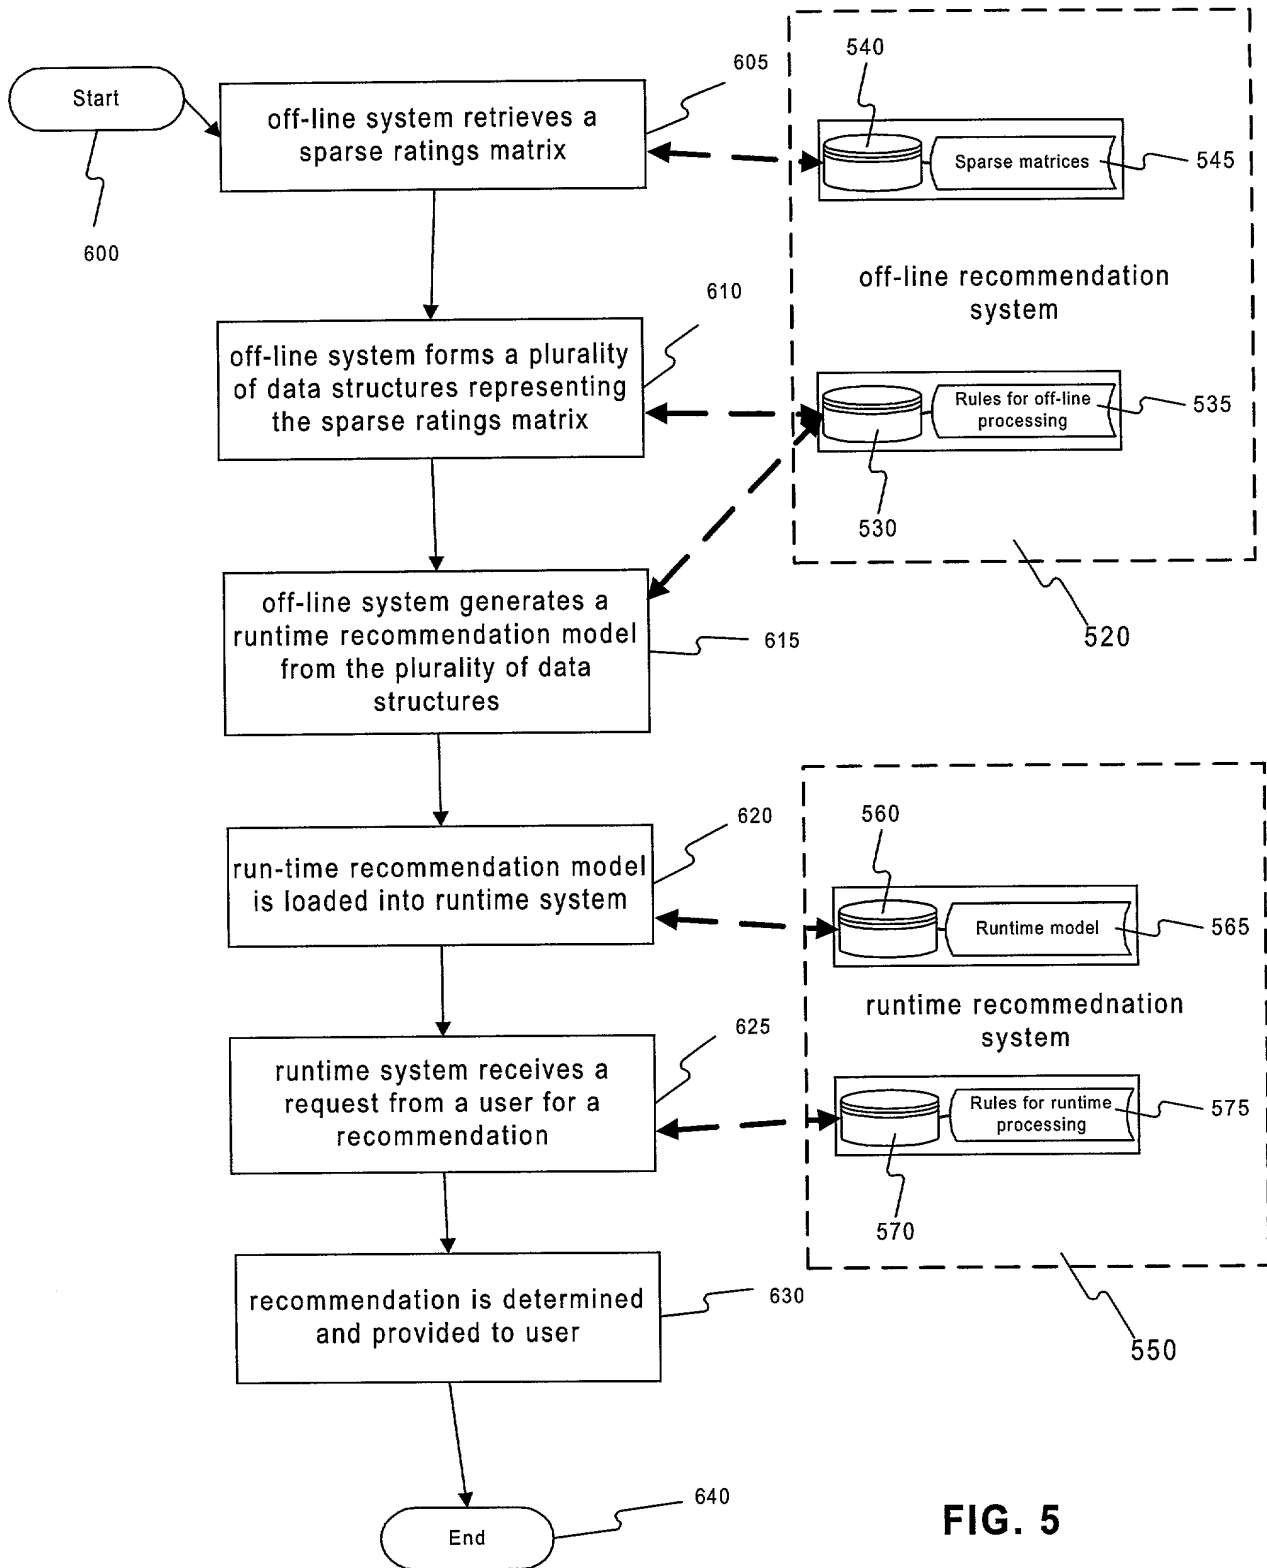 Start
600
605
off-line system retrieves a
sparse ratings matrix
540
Sparse matrices
545
off-line recommendation
system
610
off-line system forms a plurality
of data structures representing
the sparse ratings matrix
Rules for off-line
processing
535
530
520
off-line system generates a
runtime recommendation model
from the plurality of data
structures
615
620
run-time recommendation model
is loaded into runtime system
560
Runtime model
565
runtime recommednation
system
625
runtime system receives a
request from a user for a
recommendation
Rules for runtime
processing
575
570
550
recommendation is determined
and provided to user
630
End
640
FIG. 5